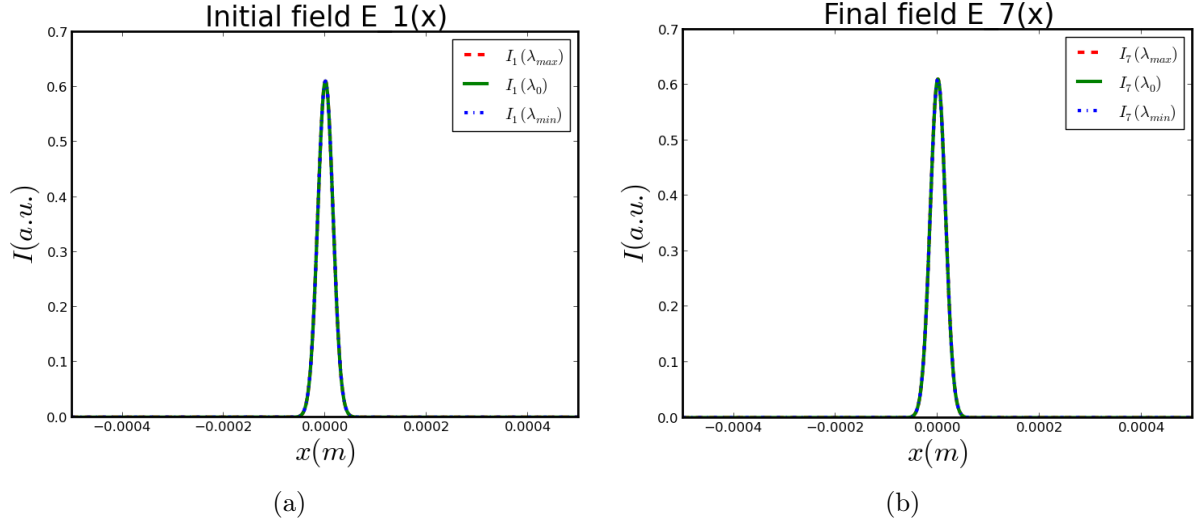 Initial field E_1(x)
0.7
0.6
0.5
0.4
0.3
0.2
0.1
0.0
I(a.u.)
I_1(λ_max)
I_1(λ_0)
I_1(λ_min)
−0.0004
−0.0002
0.0000
0.0002
0.0004
x(m)
(a)
Final field E_7(x)
0.7
0.6
0.5
0.4
0.3
0.2
0.1
0.0
I(a.u.)
I_7(λ_max)
I_7(λ_0)
I_7(λ_min)
−0.0004
−0.0002
0.0000
0.0002
0.0004
x(m)
(b)